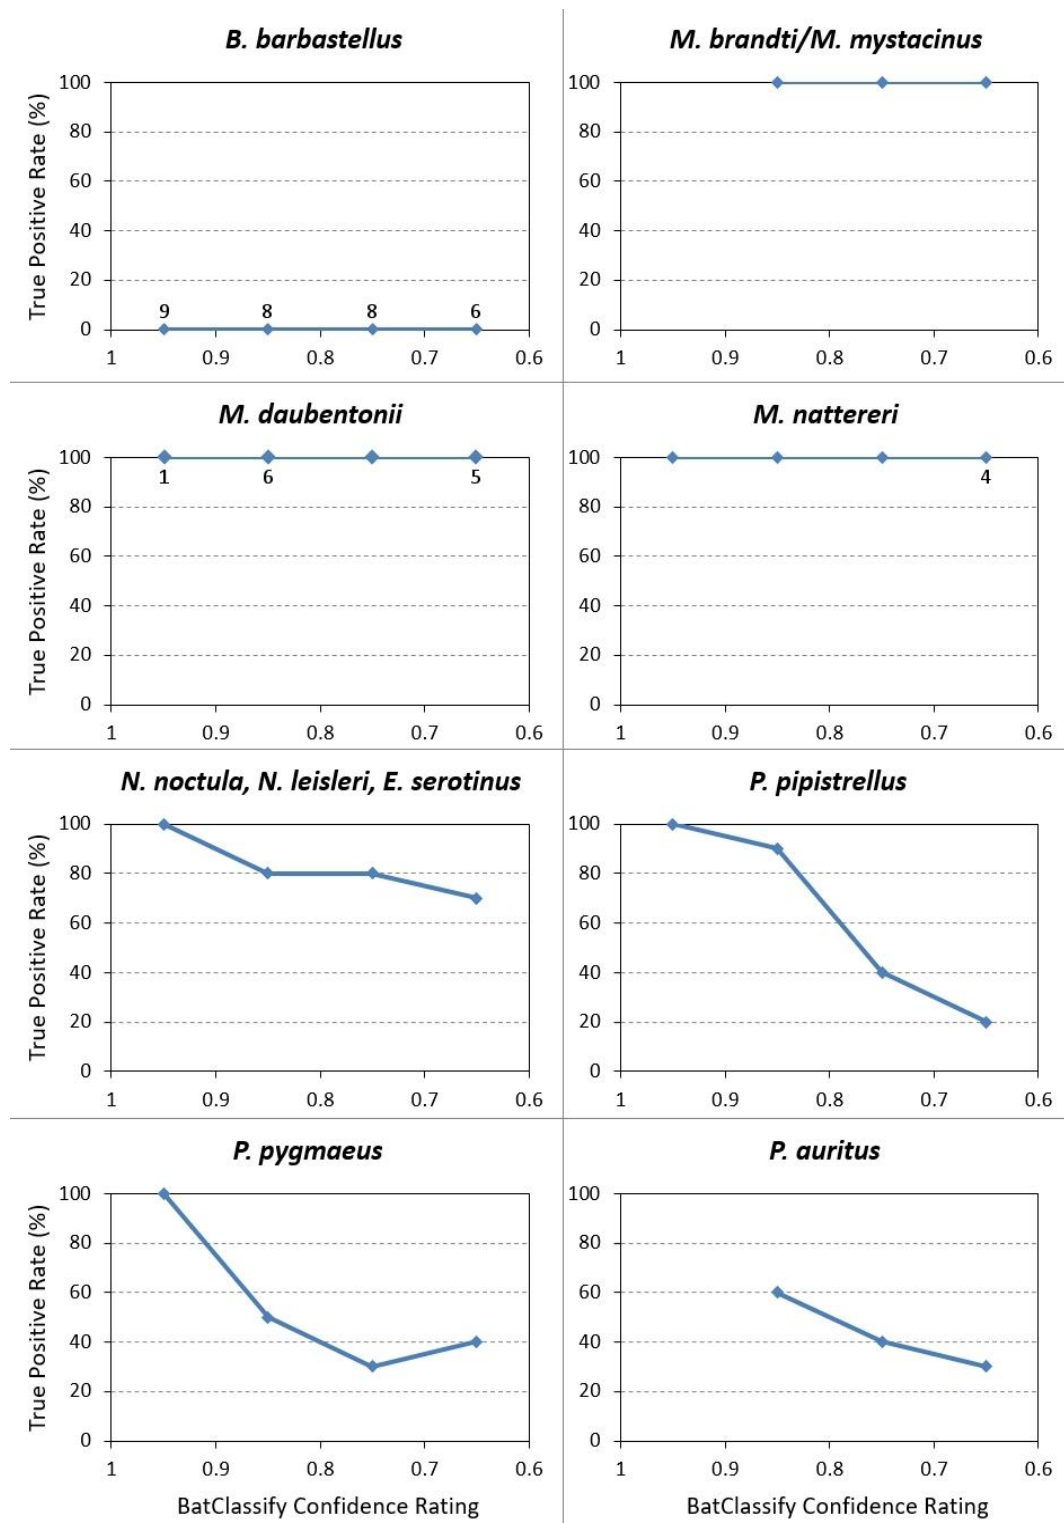 B. barbastellus
True Positive Rate (%)
100
80
60
40
20
0
9 8 8 6
1 0.9 0.8 0.7 0.6
M. brandti/M. mystacinus
100
80
60
40
20
0
1 0.9 0.8 0.7 0.6
M. daubentonii
True Positive Rate (%)
100
80
60
40
20
0
1 6 5
1 0.9 0.8 0.7 0.6
M. nattereri
100
80
60
40
20
0
4
1 0.9 0.8 0.7 0.6
N. noctula, N. leisleri, E. serotinus
True Positive Rate (%)
100
80
60
40
20
0
1 0.9 0.8 0.7 0.6
P. pipistrellus
100
80
60
40
20
0
1 0.9 0.8 0.7 0.6
P. pygmaeus
True Positive Rate (%)
100
80
60
40
20
0
1 0.9 0.8 0.7 0.6
BatClassify Confidence Rating
P. auritus
100
80
60
40
20
0
1 0.9 0.8 0.7 0.6
BatClassify Confidence Rating